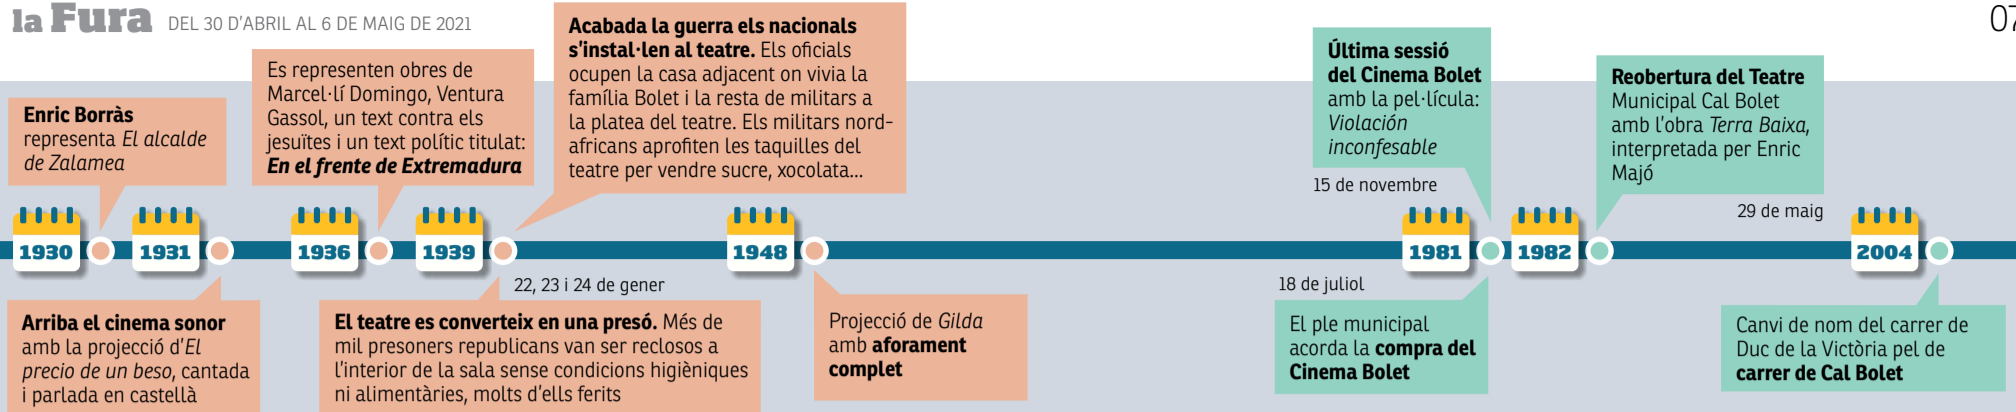 la Fura DEL 30 D'ABRIL AL 6 DE MAIG DE 2021
07
Enric Borràs
representa El alcalde
de Zalamea
Es representen obres de
Marcel·lí Domingo, Ventura
Gassol, un text contra els
jesuïtes i un text polític titulat:
En el frente de Extremadura
Acabada la guerra els nacionals
s'instal·len al teatre. Els oficials
ocupen la casa adjacent on vivia la
família Bolet i la resta de militars a
la platea del teatre. Els militars nord-
africans aprofiten les taquilles del
teatre per vendre sucre, xocolata...
Última sessió
del Cinema Bolet
amb la pel·lícula:
Violación
inconfesable
15 de novembre
Reobertura del Teatre
Municipal Cal Bolet
amb l'obra Terra Baixa,
interpretada per Enric
Majó
29 de maig
1930
1931
1936
1939
1948
1981
1982
2004
Arriba el cinema sonor
amb la projecció d'El
precio de un beso, cantada
i parlada en castellà
22, 23 i 24 de gener
El teatre es converteix en una presó. Més de
mil presoners republicans van ser reclosos a
l'interior de la sala sense condicions higièniques
ni alimentàries, molts d'ells ferits
Projecció de Gilda
amb aforament
complet
18 de juliol
El ple municipal
acorda la compra del
Cinema Bolet
Canvi de nom del carrer de
Duc de la Victòria pel de
carrer de Cal Bolet